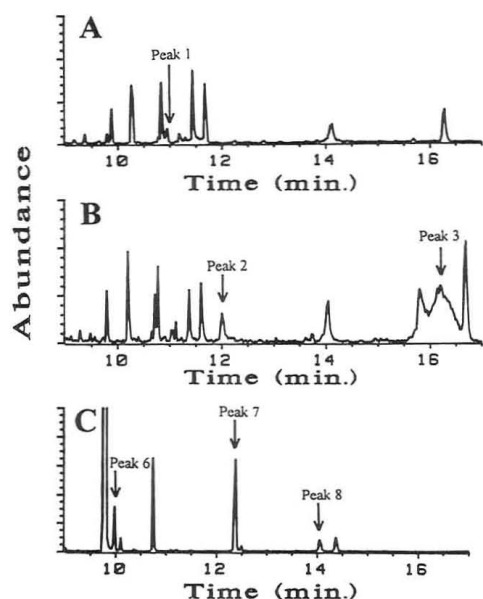 A
Peak 1
10 12 14 16
Time (min.)
Abundance
B
Peak 2
Peak 3
10 12 14 16
Time (min.)
C
Peak 6
Peak 7
Peak 8
10 12 14 16
Time (min.)